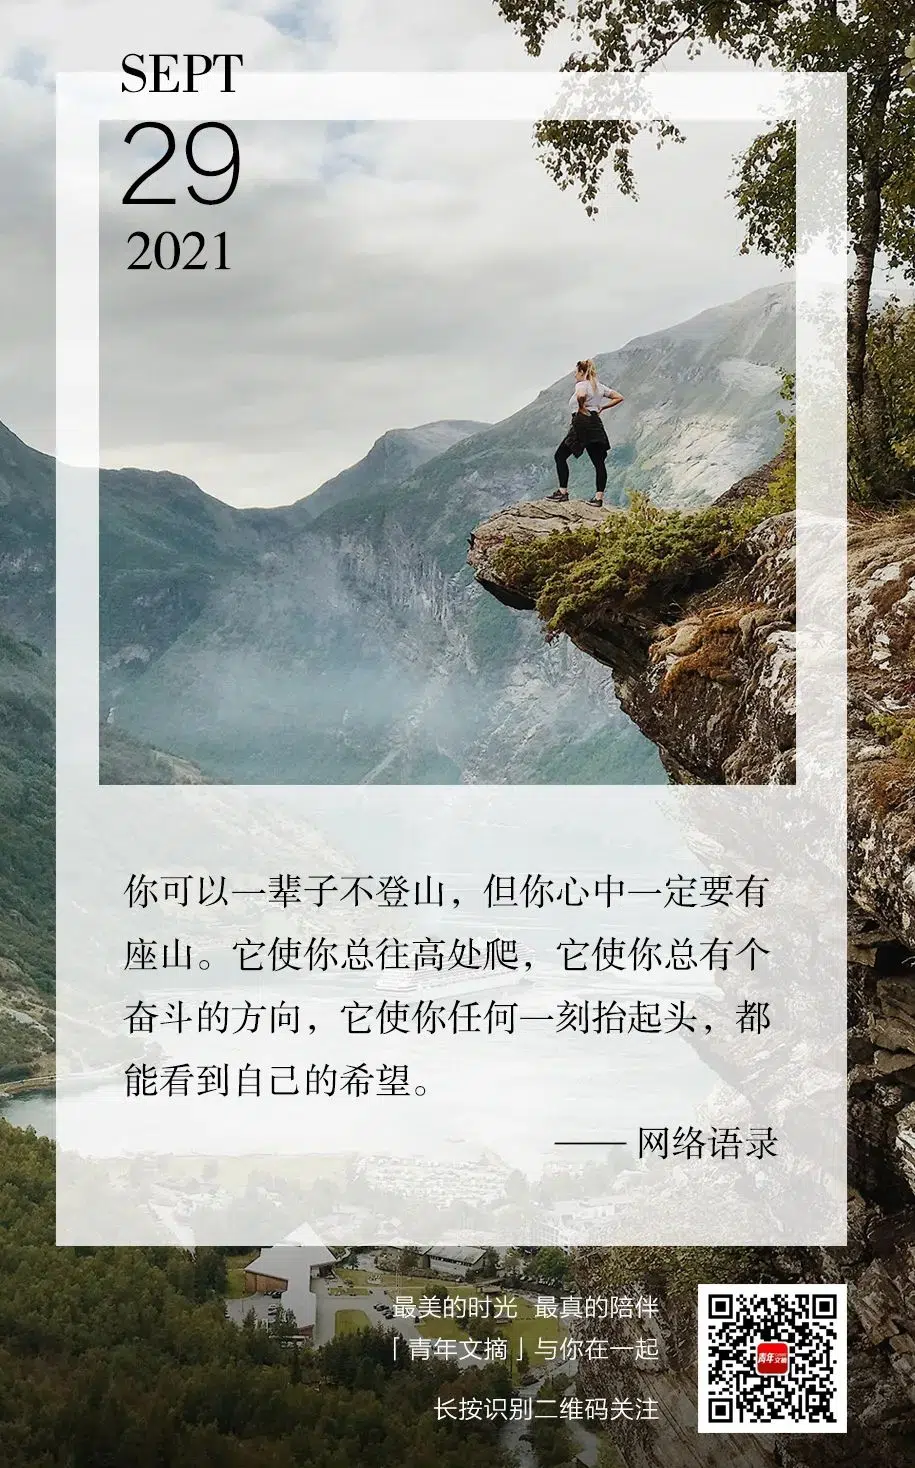 SEPT
29
2021
你可以一辈子不登山，但你心中一定要有
座山。它使你总往高处爬，它使你总有个
奋斗的方向，它使你任何一刻抬起头，都
能看到自己的希望。
—— 网络语录
最美的时光 最真的陪伴
「青年文摘」与你在一起
长按识别二维码关注
青年文摘